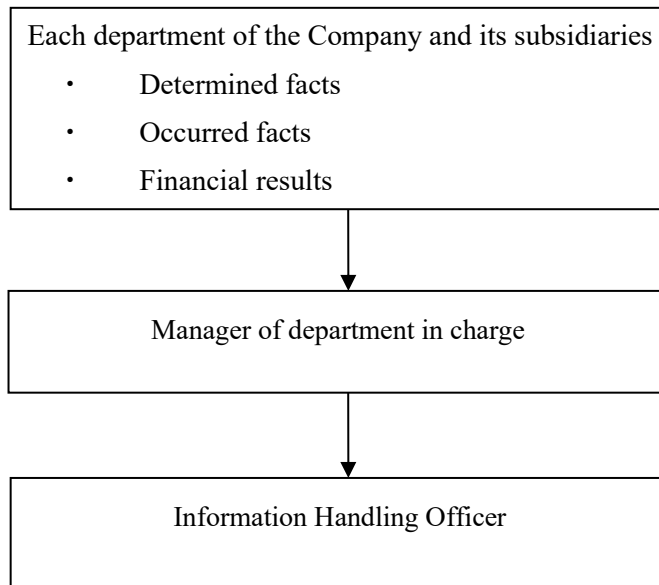 Each department of the Company and its subsidiaries
・ Determined facts
・ Occurred facts
・ Financial results
Manager of department in charge
Information Handling Officer